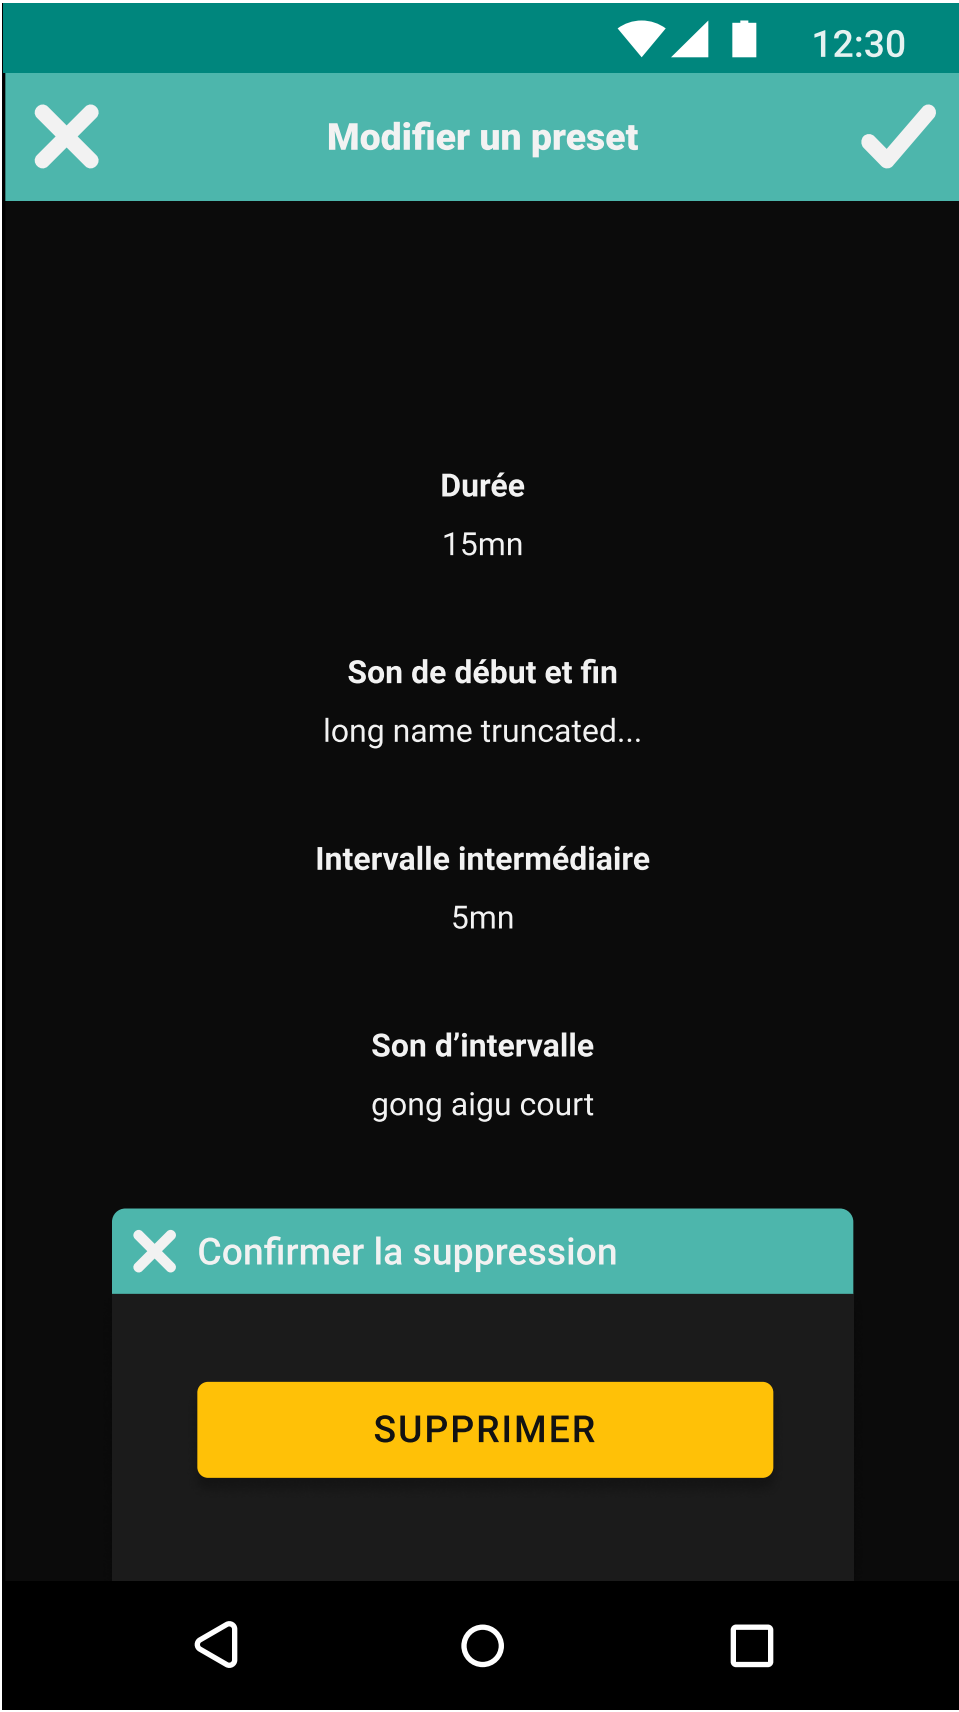 12:30
Modifier un preset
Durée
15mn
Son de début et fin
long name truncated...
Intervalle intermédiaire
5mn
Son d’intervalle
gong aigu court
Confirmer la suppression
SUPPRIMER